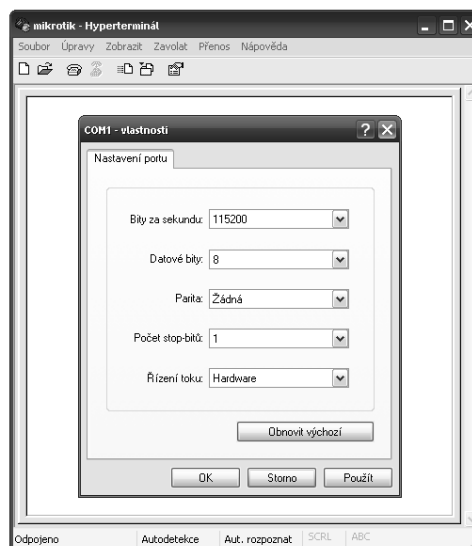 mikrotik - Hyperterminál
Soubor Úpravy Zobrazit Zavolat Přenos Nápověda
COM1 - vlastnosti
Nastavení portu
Bity za sekundu: 115200
Datové bity: 8
Parita: Žádná
Počet stop-bitů: 1
Řízení toku: Hardware
Obnovit výchozí
OK Storno Použít
Odpojeno Autodetekce Aut. rozpoznat SCRL ABC